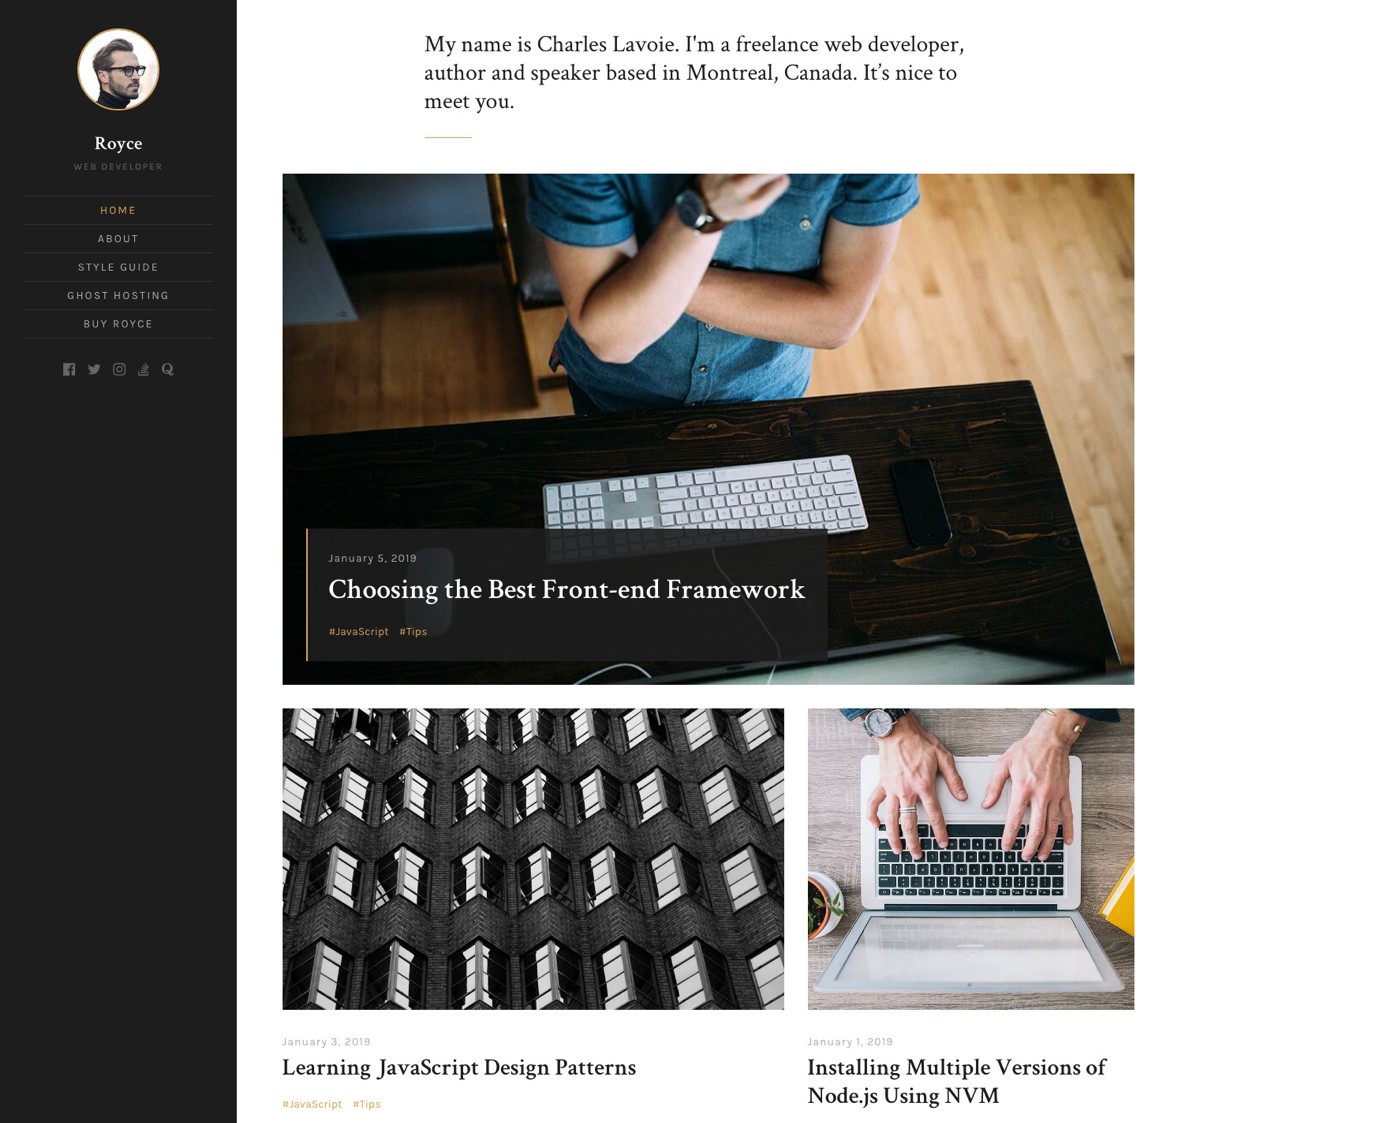 Royce
WEB DEVELOPER
HOME
ABOUT
STYLE GUIDE
GHOST HOSTING
BUY ROYCE
My name is Charles Lavoie. I'm a freelance web developer,
author and speaker based in Montreal, Canada. It’s nice to
meet you.
January 5, 2019
Choosing the Best Front-end Framework
#JavaScript #Tips
January 3, 2019
Learning JavaScript Design Patterns
#JavaScript #Tips
January 1, 2019
Installing Multiple Versions of
Node.js Using NVM